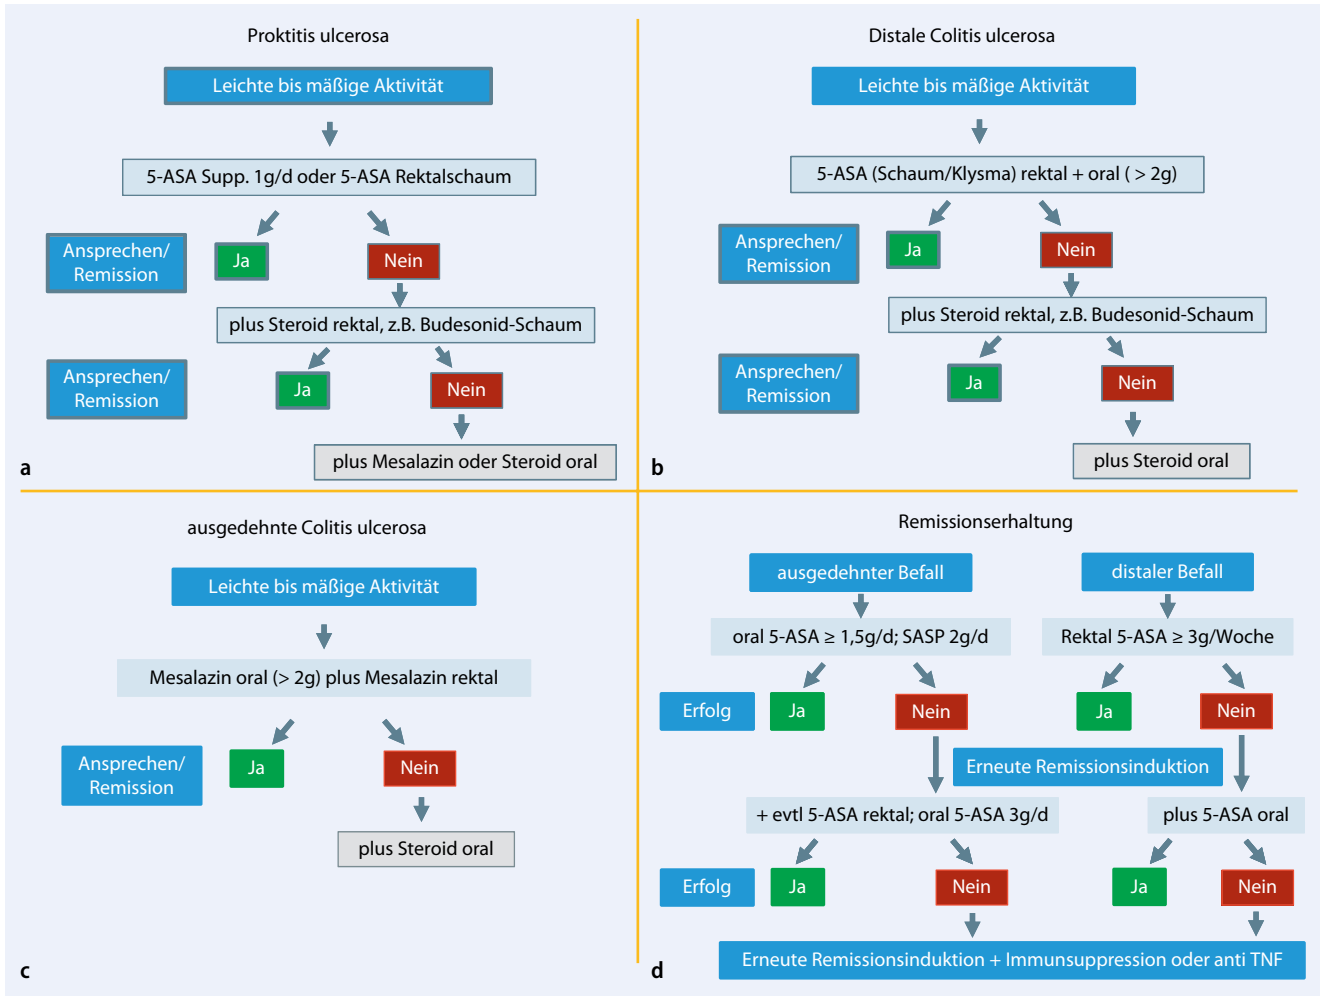 Proktitis ulcerosa
Leichte bis mäßige Aktivität
5-ASA Supp. 1g/d oder 5-ASA Rektalschaum
Ansprechen/
Remission
Ja
Nein
plus Steroid rektal, z.B. Budesonid-Schaum
Ansprechen/
Remission
Ja
Nein
plus Mesalazin oder Steroid oral
a
Distale Colitis ulcerosa
Leichte bis mäßige Aktivität
5-ASA (Schaum/Klysma) rektal + oral ( > 2g)
Ansprechen/
Remission
Ja
Nein
plus Steroid rektal, z.B. Budesonid-Schaum
Ansprechen/
Remission
Ja
Nein
plus Steroid oral
b
ausgedehnte Colitis ulcerosa
Leichte bis mäßige Aktivität
Mesalazin oral (> 2g) plus Mesalazin rektal
Ansprechen/
Remission
Ja
Nein
plus Steroid oral
c
Remissionserhaltung
ausgedehnter Befall
distaler Befall
oral 5-ASA ≥ 1,5g/d; SASP 2g/d
Rektal 5-ASA ≥ 3g/Woche
Erfolg
Ja
Nein
Ja
Nein
Erneute Remissionsinduktion
+ evtl 5-ASA rektal; oral 5-ASA 3g/d
plus 5-ASA oral
Erfolg
Ja
Nein
Ja
Nein
Erneute Remissionsinduktion + Immunsuppression oder anti TNF
d